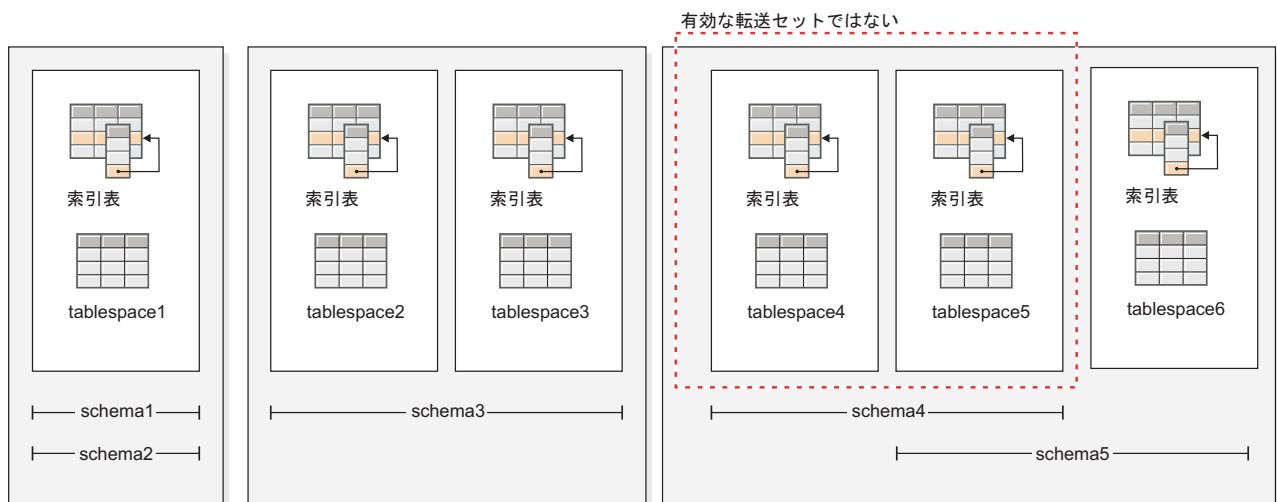 有効な転送セットではない
索引表
索引表
索引表
索引表
索引表
索引表
tablespace1
tablespace2
tablespace3
tablespace4
tablespace5
tablespace6
schema1
schema3
schema4
schema2
schema5